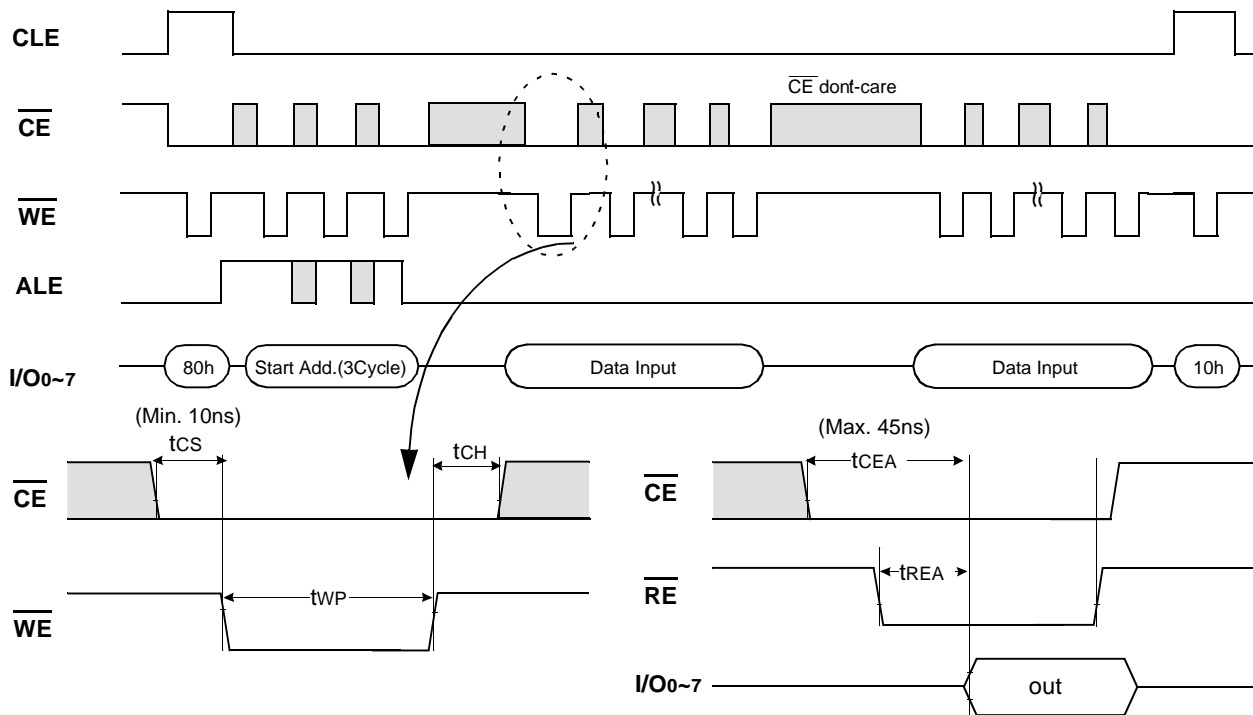 CLE
CE dont-care
CE
WE
ALE
I/O0~7
80h
Start Add.(3Cycle)
Data Input
Data Input
10h
(Min. 10ns)
tCS
tCH
CE
tWP
WE
(Max. 45ns)
tCEA
CE
tREA
RE
I/O0~7
out